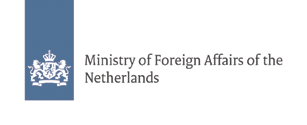 Ministry of Foreign Affairs of the
Netherlands